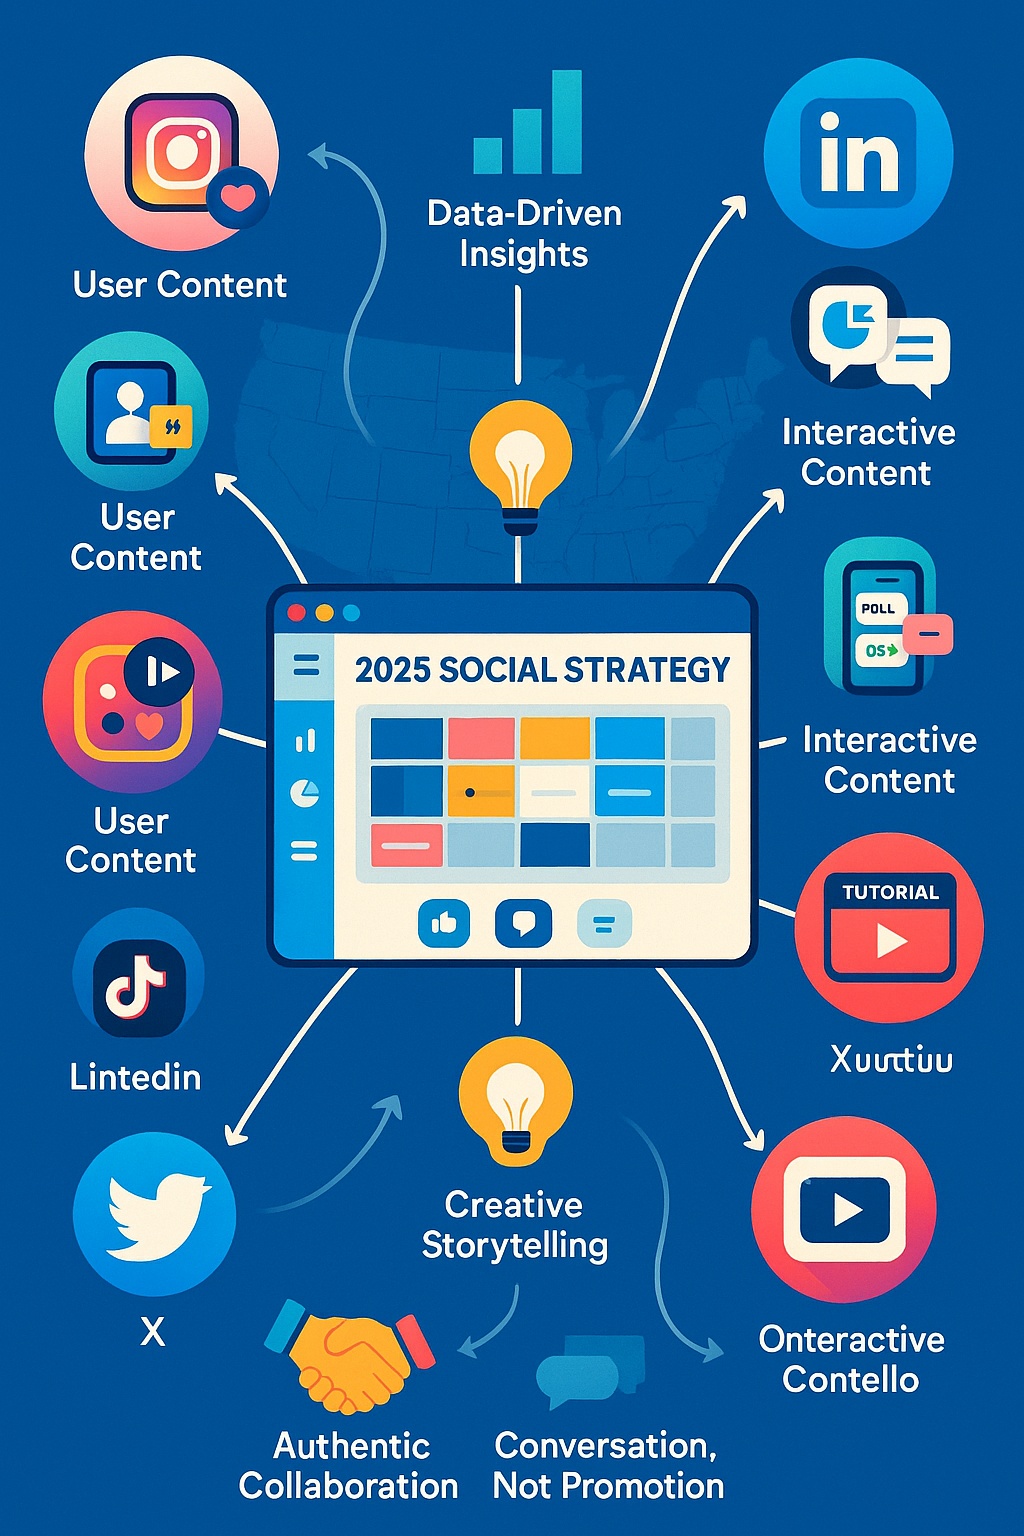 in
Data-Driven
Insights
User Content
Interactive
Content
User
Content
POLL
OS
2025 SOCIAL STRATEGY
Interactive
Content
User
Content
TUTORIAL
Lintedin
Creative
Storytelling
X
Onteractive
Contello
Authentic
Collaboration
Conversation,
Not Promotion